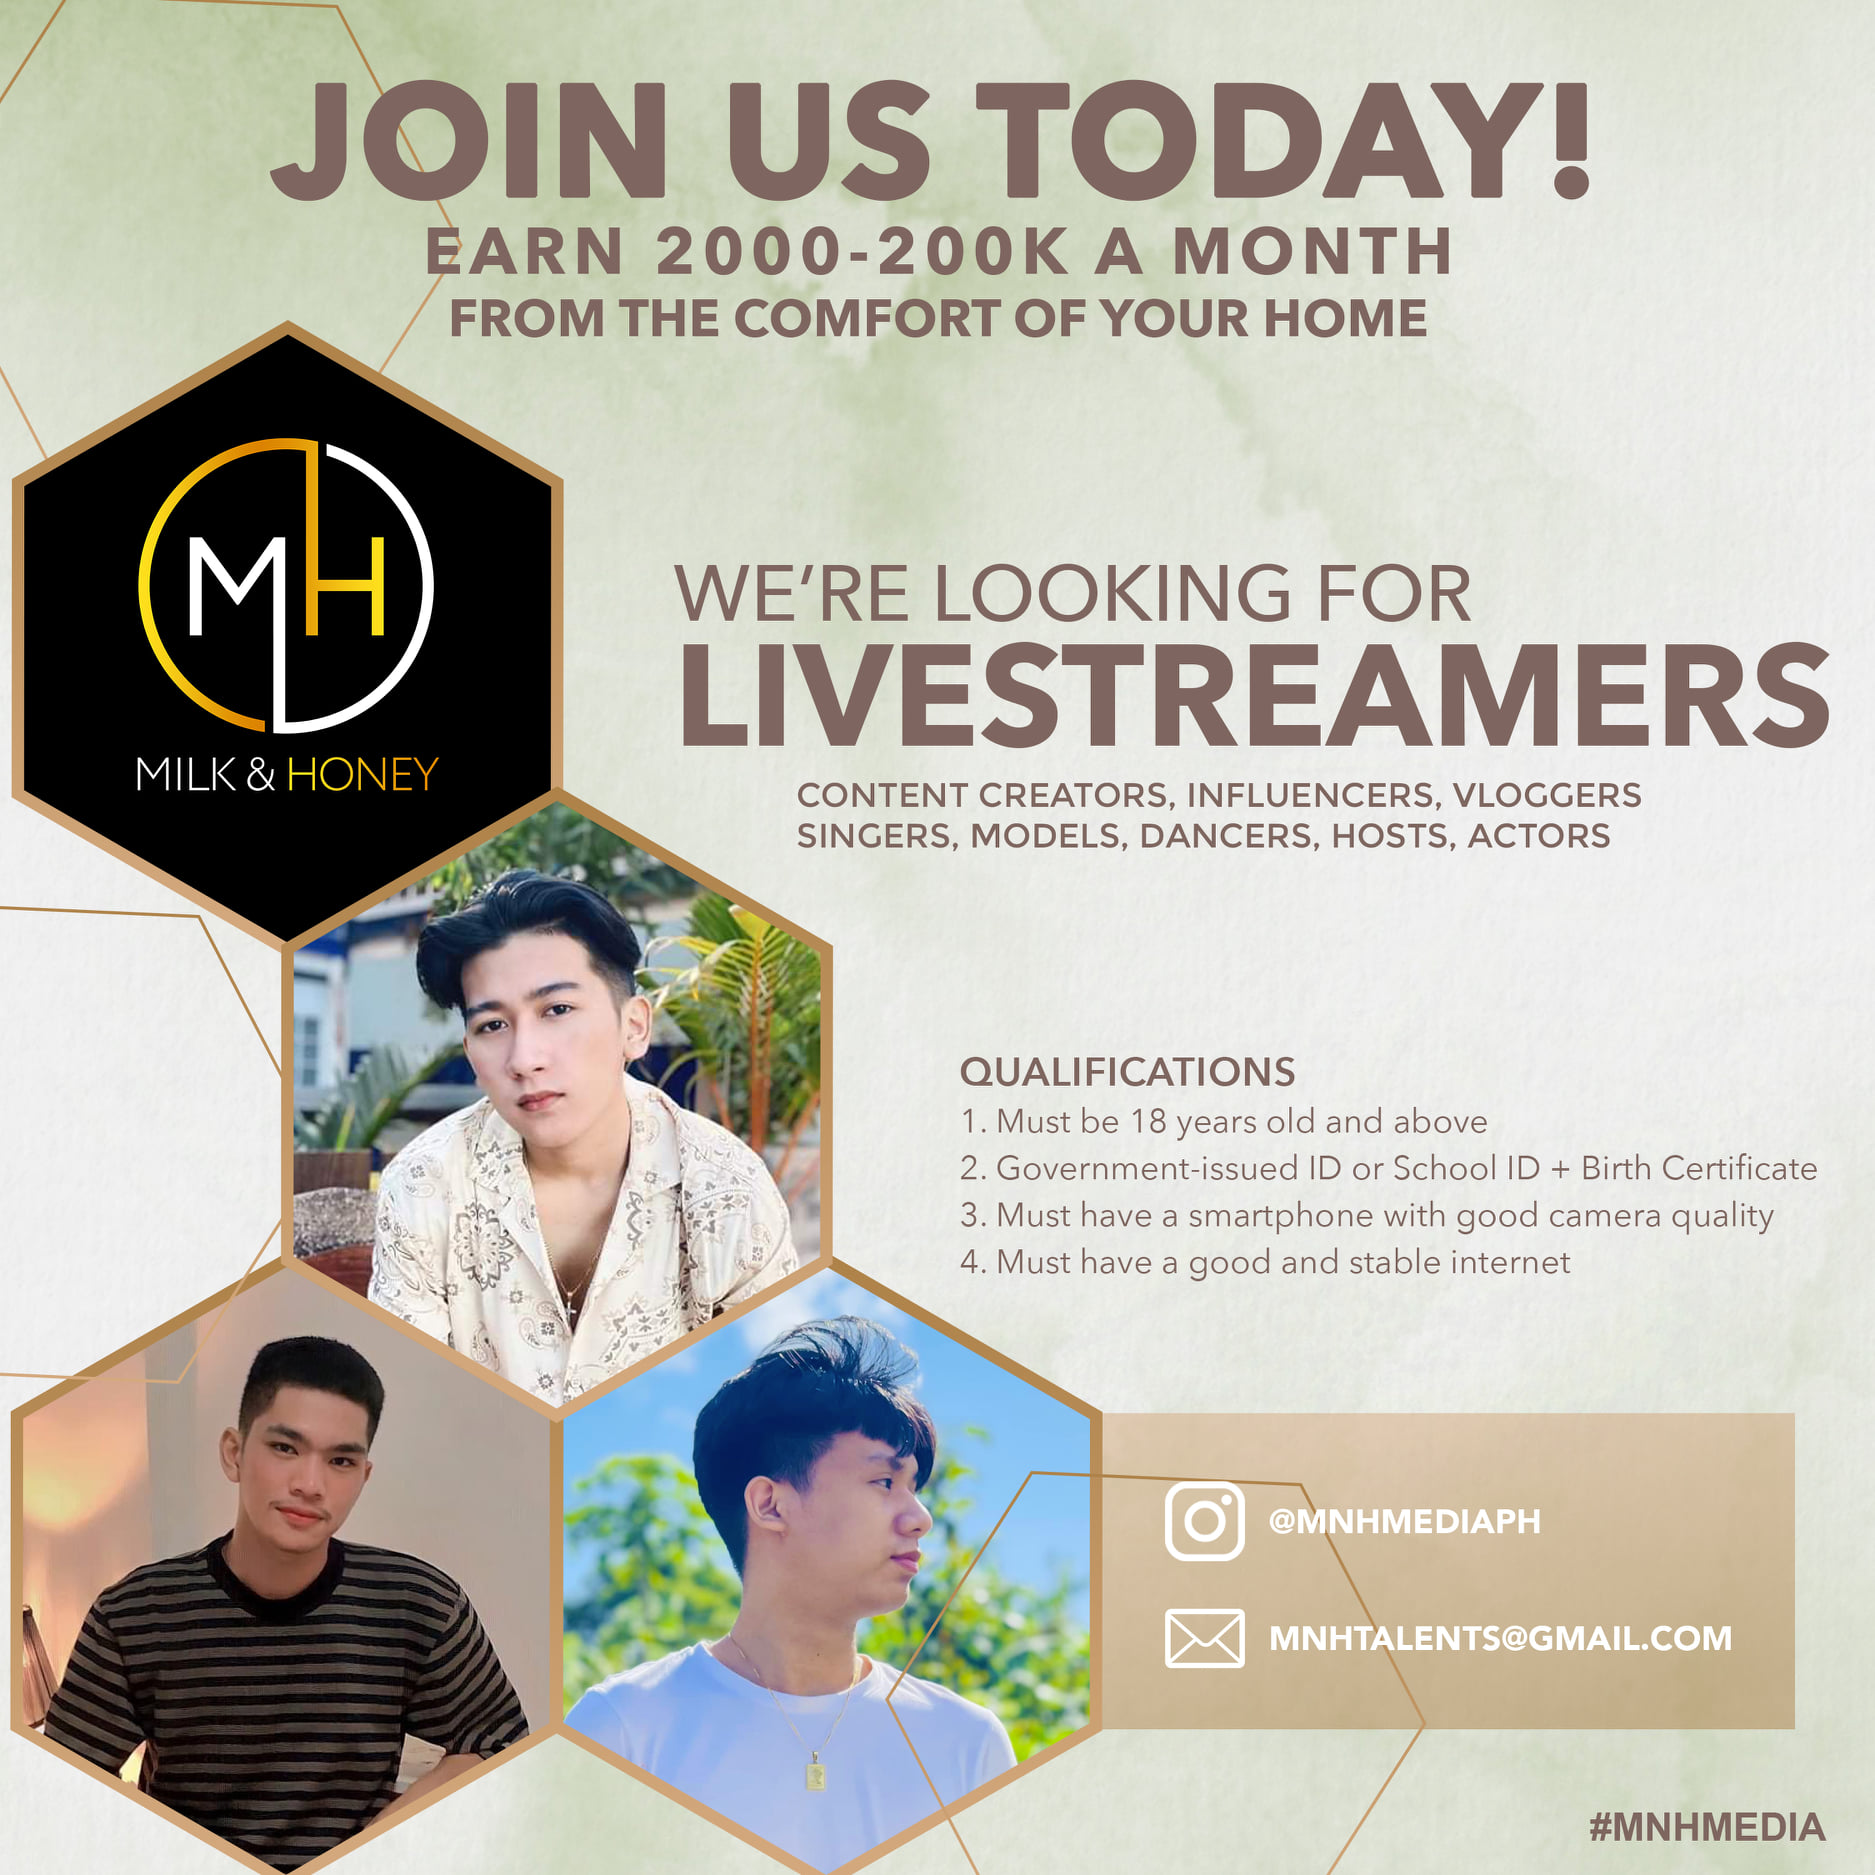 JOIN US TODAY!
EARN 2000-200K A MONTH
FROM THE COMFORT OF YOUR HOME
MH
MILK & HONEY
WE'RE LOOKING FOR
LIVESTREAMERS
CONTENT CREATORS, INFLUENCERS, VLOGGERS
SINGERS, MODELS, DANCERS, HOSTS, ACTORS
QUALIFICATIONS
1. Must be 18 years old and above
2. Government-issued ID or School ID + Birth Certificate
3. Must have a smartphone with good camera quality
4. Must have a good and stable internet
@MNHMEDIAPH
MNHTALENTS@GMAIL.COM
#MNHMEDIA